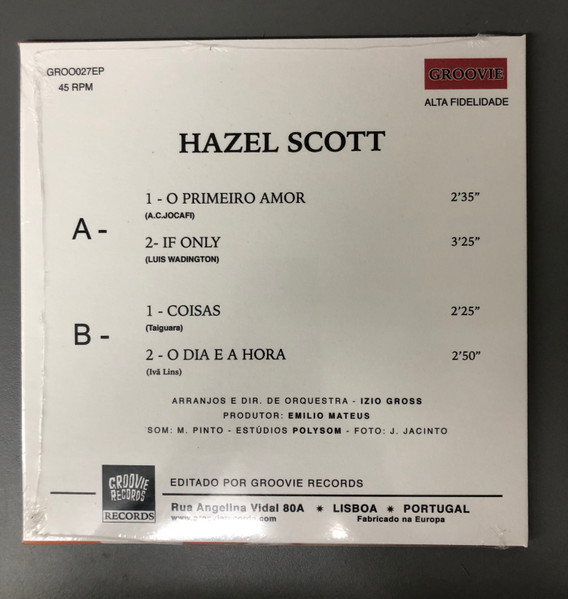 GROO027EP
45 RPM
GROOVIE
ALTA FIDELIDADE
HAZEL SCOTT
A -
1 - O PRIMEIRO AMOR 2'35"
(A.C.JOCAFI)
2- IF ONLY 3'25"
(LUIS WADINGTON)
B -
1 - COISAS 2'25"
(Taiguara)
2 - O DIA E A HORA 2'50"
(Ivã Lins)
ARRANJOS E DIR. DE ORQUESTRA - IZIO GROSS
PRODUTOR: EMILIO MATEUS
SOM: M. PINTO - ESTÚDIOS POLYSOM - FOTO: J. JACINTO
GROOVIE
RECORDS
RECORDS
EDITADO POR GROOVIE RECORDS
Rua Angelina Vidal 80A ✷ LISBOA ✷ PORTUGAL
Fabricado na Europa